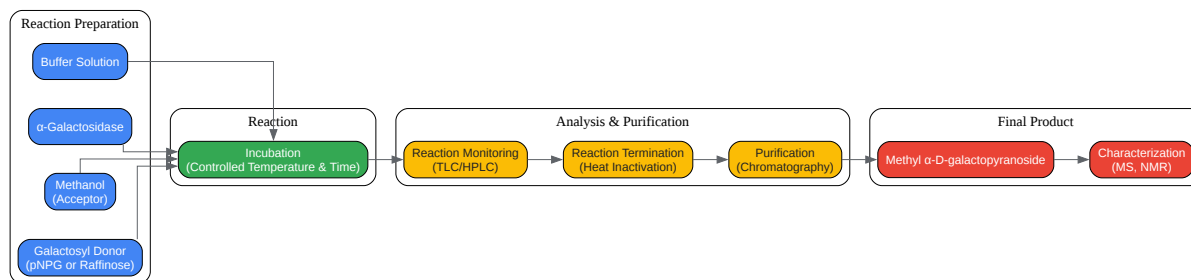 Reaction Preparation
Buffer Solution
α-Galactosidase
Methanol
(Acceptor)
Galactosyl Donor
(pNPG or Raffinose)
Reaction
Incubation
(Controlled Temperature & Time)
Analysis & Purification
Reaction Monitoring
(TLC/HPLC)
Reaction Termination
(Heat Inactivation)
Purification
(Chromatography)
Final Product
Methyl α-D-galactopyranoside
Characterization
(MS, NMR)